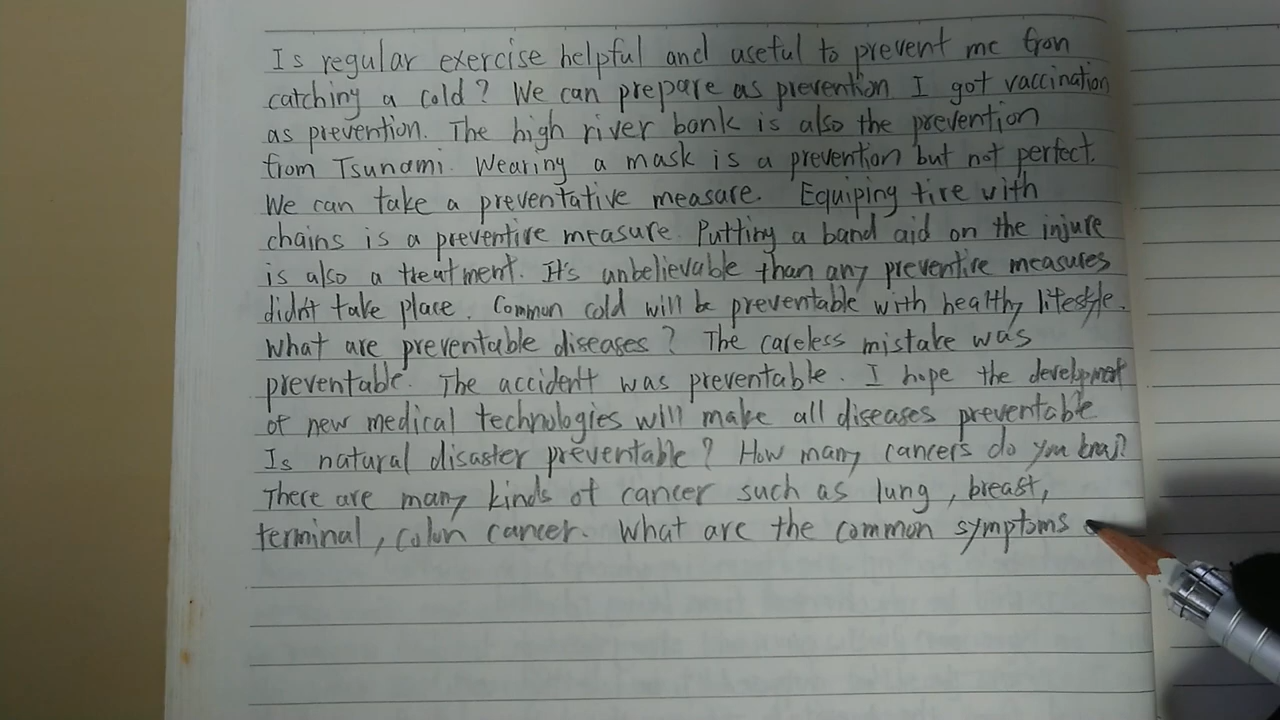 Is regular exercise helpful and useful to prevent me from
catching a cold? We can prepare as prevention I got vaccination
as prevention. The high river bank is also the prevention
from Tsunami. Wearing a mask is a prevention but not perfect.
We can take a preventative measure. Equiping tire with
chains is a preventive measure. Putting a band aid on the injure
is also a treatment. It's unbelievable than any preventive measures
didn't take place. Common cold will be preventable with healthy lifestyle.
What are preventable diseases? The careless mistake was
preventable. The accident was preventable. I hope the development
of new medical technologies will make all diseases preventable
Is natural disaster preventable? How many cancers do you know?
There are many kinds of cancer such as lung, breast,
terminal, colon cancer. What are the common symptoms